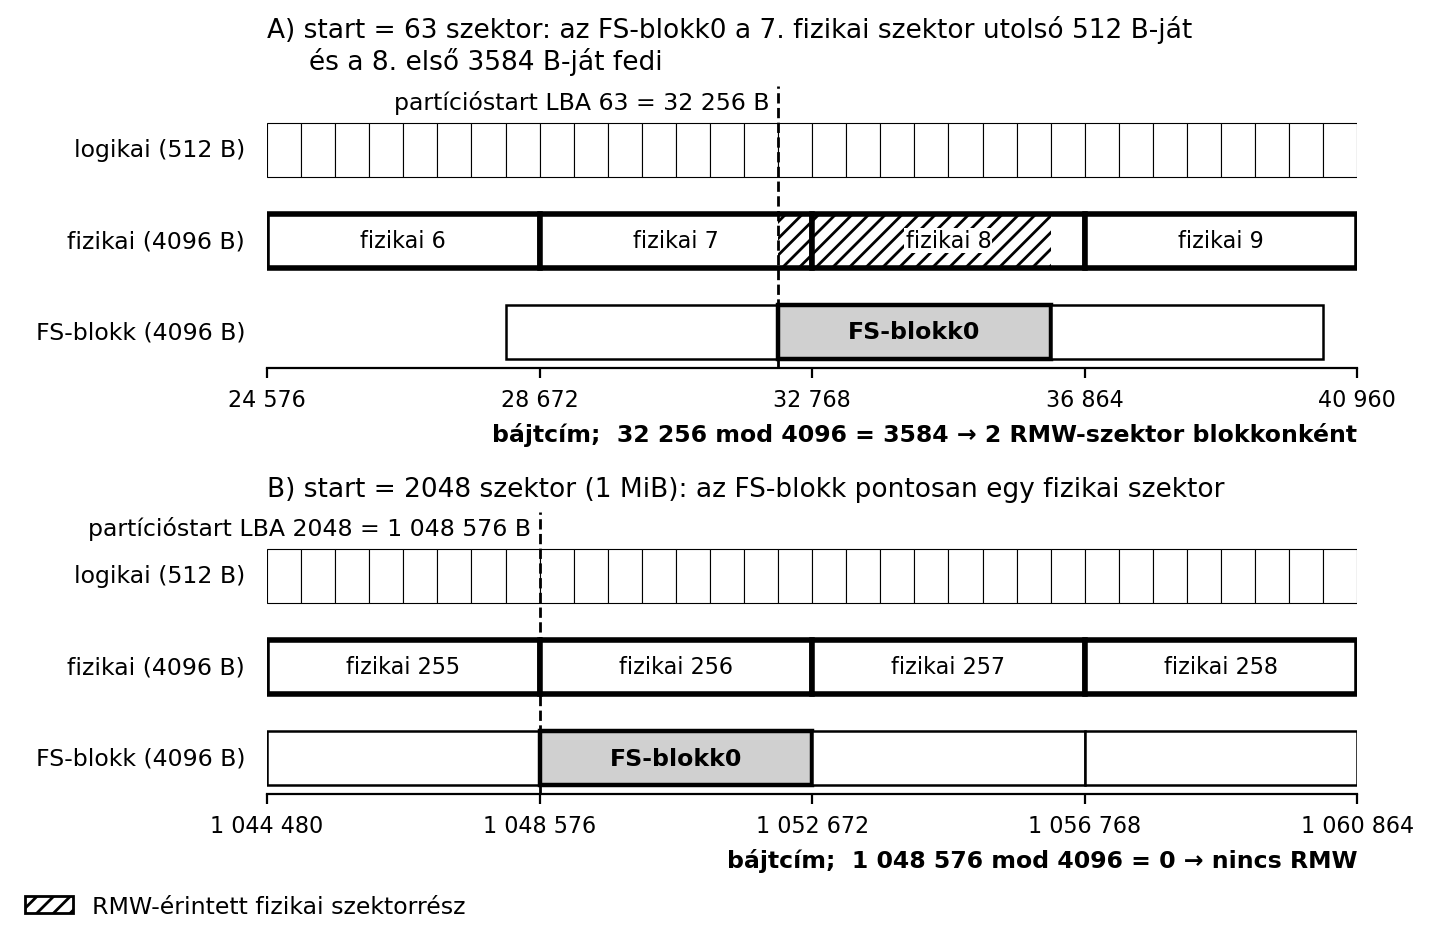 A) start = 63 szektor: az FS-blokk0 a 7. fizikai szektor utolsó 512 B-ját
és a 8. első 3584 B-ját fedi
partícióstart LBA 63 = 32 256 B
logikai (512 B)
fizikai (4096 B)
fizikai 6
fizikai 7
fizikai 8
fizikai 9
FS-blokk (4096 B)
FS-blokk0
24 576
28 672
32 768
36 864
40 960
bájtcím;  32 256 mod 4096 = 3584 → 2 RMW-szektor blokkonként
B) start = 2048 szektor (1 MiB): az FS-blokk pontosan egy fizikai szektor
partícióstart LBA 2048 = 1 048 576 B
logikai (512 B)
fizikai (4096 B)
fizikai 255
fizikai 256
fizikai 257
fizikai 258
FS-blokk (4096 B)
FS-blokk0
1 044 480
1 048 576
1 052 672
1 056 768
1 060 864
bájtcím;  1 048 576 mod 4096 = 0 → nincs RMW
RMW-érintett fizikai szektorrész